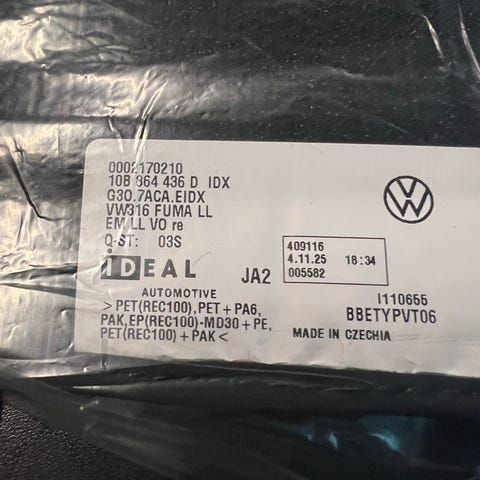 0002170210
10B 864 436 D IDX
G30.7ACA.EIDX
VW316 FUMA LL
EM LL VO re
Q-ST: 03S
iDEAL
AUTOMOTIVE
JA2
409116
4.11.25 18:34
005582
> PET(REC100), PET + PA6,
PAK, EP(REC100)-MD30 + PE,
PET(REC100) + PAK <
I110655
BBETYPVT06
MADE IN CZECHIA
VW